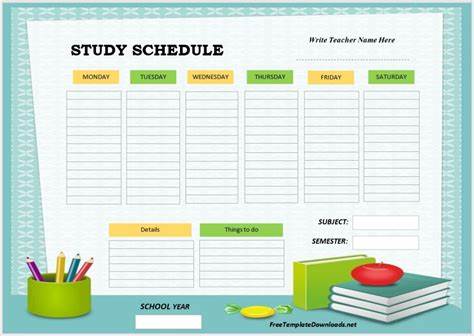 STUDY SCHEDULE
Write Teacher Name Here
MONDAY TUESDAY WEDNESDAY THURSDAY FRIDAY SATURDAY
SUBJECT:
Details Things to do
SEMESTER:
SCHOOL YEAR
FreeTemplateDownloads.net